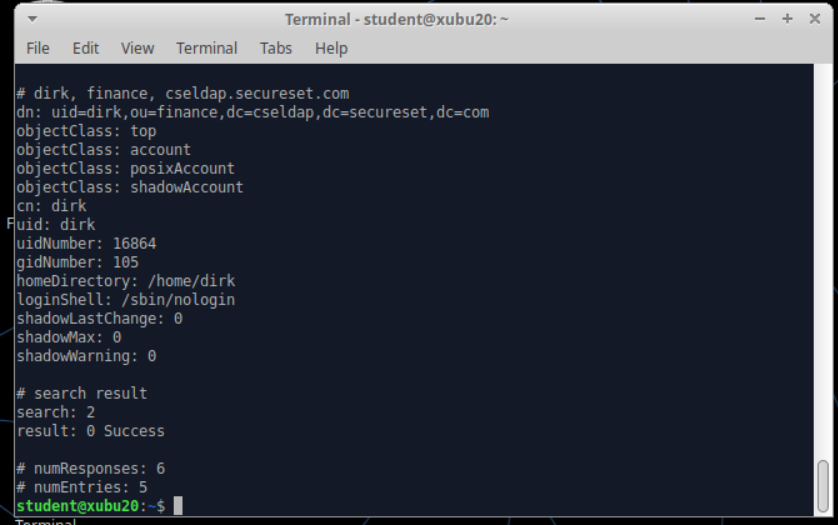 Terminal - student@xubu20: ~
File Edit View Terminal Tabs Help
# dirk, finance, cseldap.secureset.com
dn: uid=dirk,ou=finance,dc=cseldap,dc=secureset,dc=com
objectClass: top
objectClass: account
objectClass: posixAccount
objectClass: shadowAccount
cn: dirk
F
uid: dirk
uidNumber: 16864
gidNumber: 105
homeDirectory: /home/dirk
loginShell: /sbin/nologin
shadowLastChange: 0
shadowMax: 0
shadowWarning: 0
# search result
search: 2
result: 0 Success
# numResponses: 6
# numEntries: 5
student@xubu20:~$
Terminal